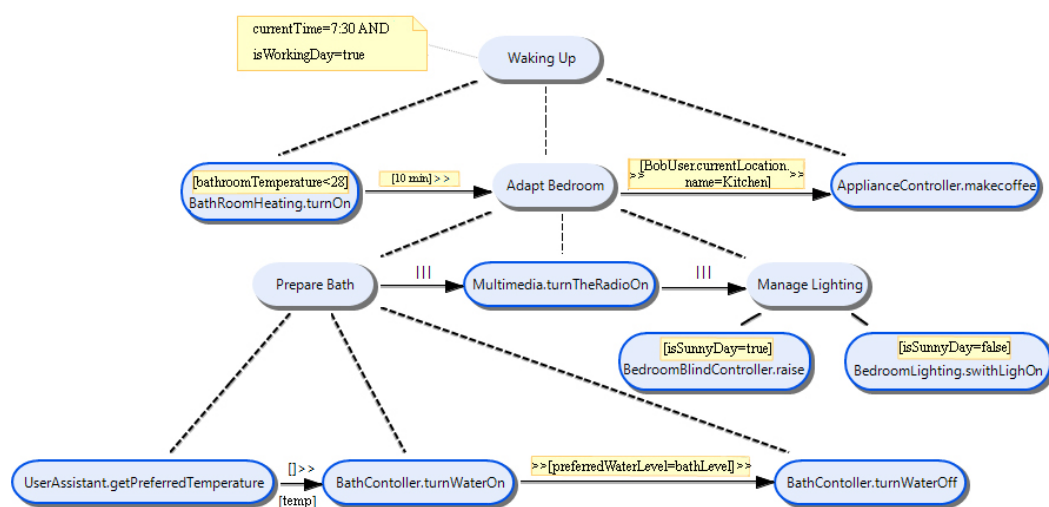 currentTime=7:30 AND
isWorkingDay=true
Waking Up
[bathroomTemperature<28]
BathRoomHeating.turnOn
[10 min] >>
Adapt Bedroom
>>[BobUser.currentLocation. >>
name=Kitchen]
ApplianceController.makecoffee
Prepare Bath
|||
Multimedia.turnTheRadioOn
|||
Manage Lighting
[isSunnyDay=true]
BedroomBlindController.raise
[isSunnyDay=false]
BedroomLighting.swithLighOn
UserAssistant.getPreferredTemperature
[]>>
[temp]
BathContoller.turnWaterOn
>>[preferredWaterLevel=bathLevel]>>
BathContoller.turnWaterOff